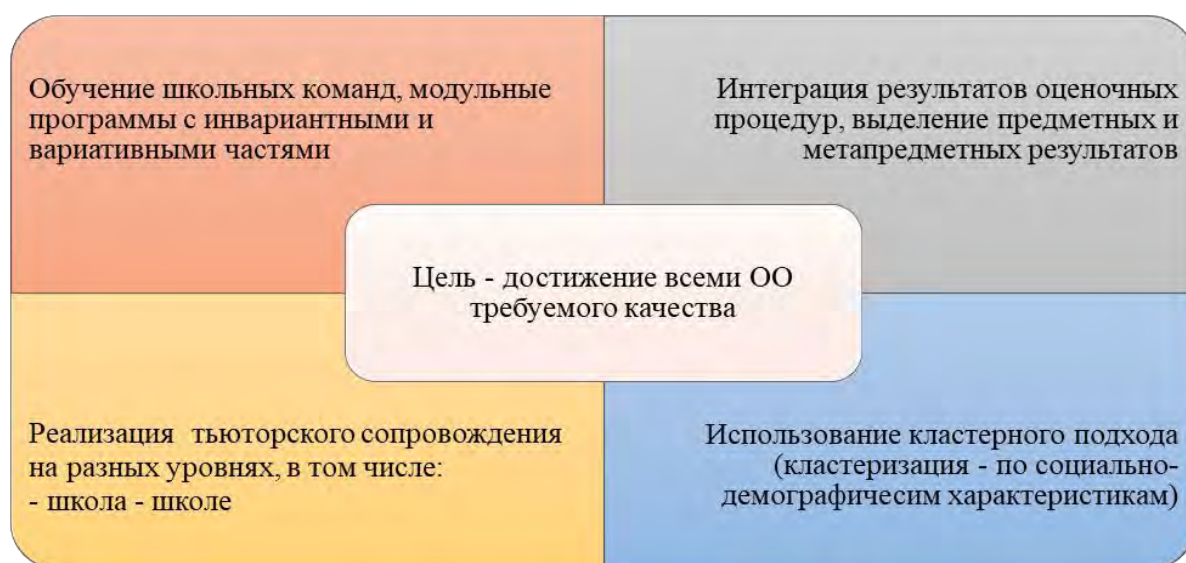 Обучение школьных команд, модульные
программы с инвариантными и
вариативными частями
Интеграция результатов оценочных
процедур, выделение предметных и
метапредметных результатов
Цель - достижение всеми ОО
требуемого качества
Реализация тьюторского сопровождения
на разных уровнях, в том числе:
- школа - школе
Использование кластерного подхода
(кластеризация - по социально-
демографичесим характеристикам)